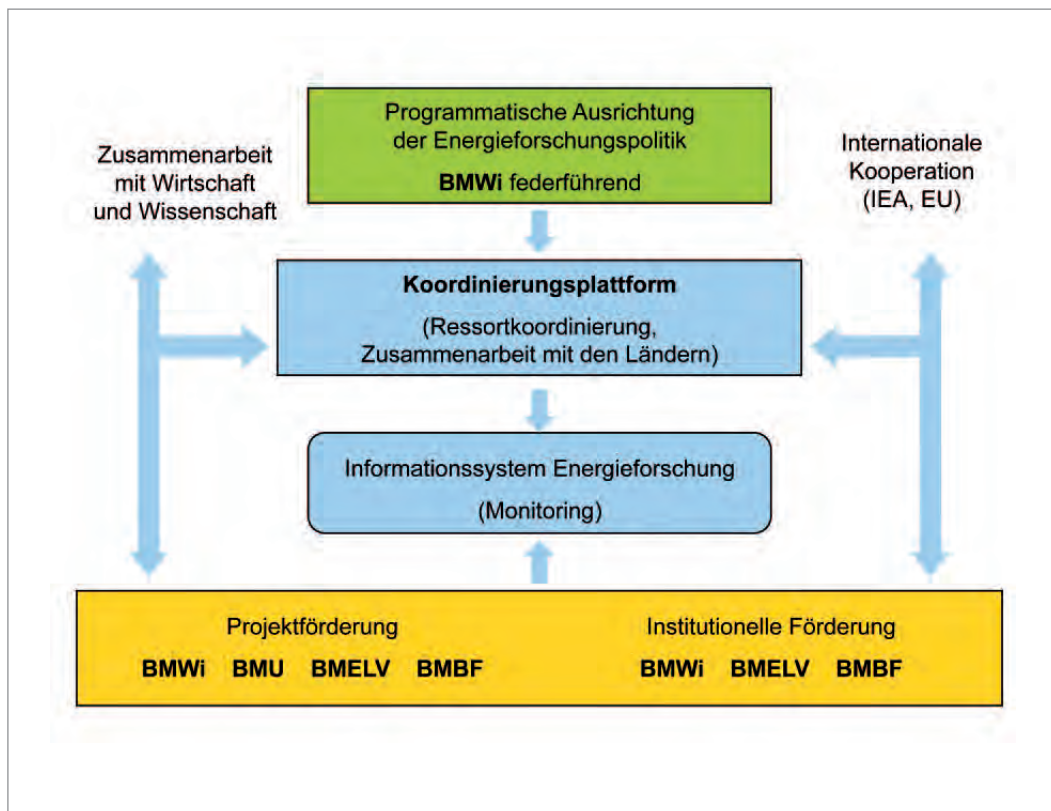 Programmatische Ausrichtung
der Energieforschungspolitik
BMWi federführend
Zusammenarbeit
mit Wirtschaft
und Wissenschaft
Internationale
Kooperation
(IEA, EU)
Koordinierungsplattform
(Ressortkoordinierung,
Zusammenarbeit mit den Ländern)
Informationssystem Energieforschung
(Monitoring)
Projektförderung
BMWi BMU BMELV BMBF
Institutionelle Förderung
BMWi BMELV BMBF